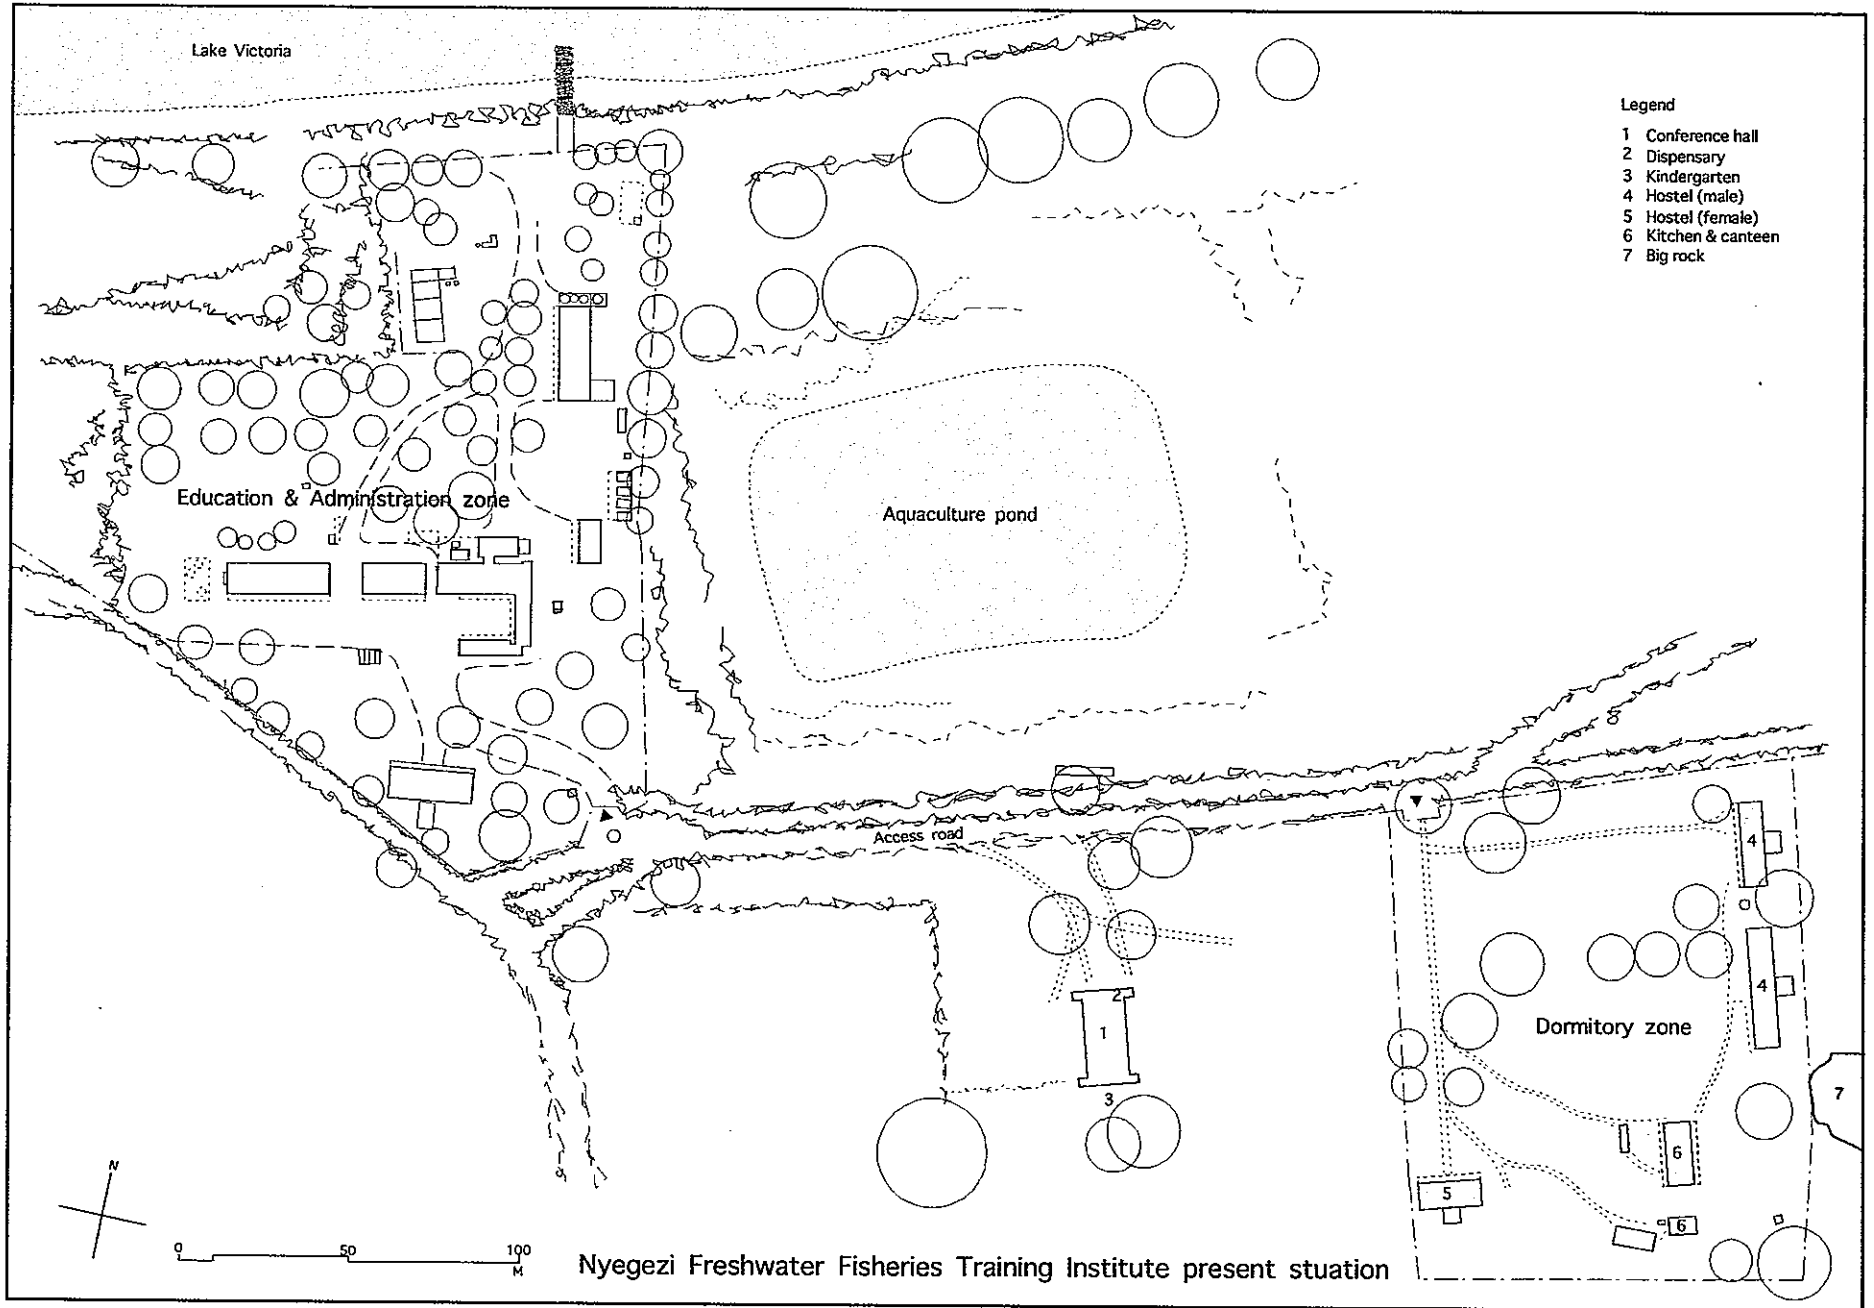 Lake Victoria
Legend
1 Conference hall
2 Dispensary
3 Kindergarten
4 Hostel (male)
5 Hostel (female)
6 Kitchen & canteen
7 Big rock
Education & Administration zone
Aquaculture pond
Access road
4
4
2
1
Dormitory zone
3
7
6
5
6
N
0 50 100
M
Nyegezi Freshwater Fisheries Training Institute present stuation